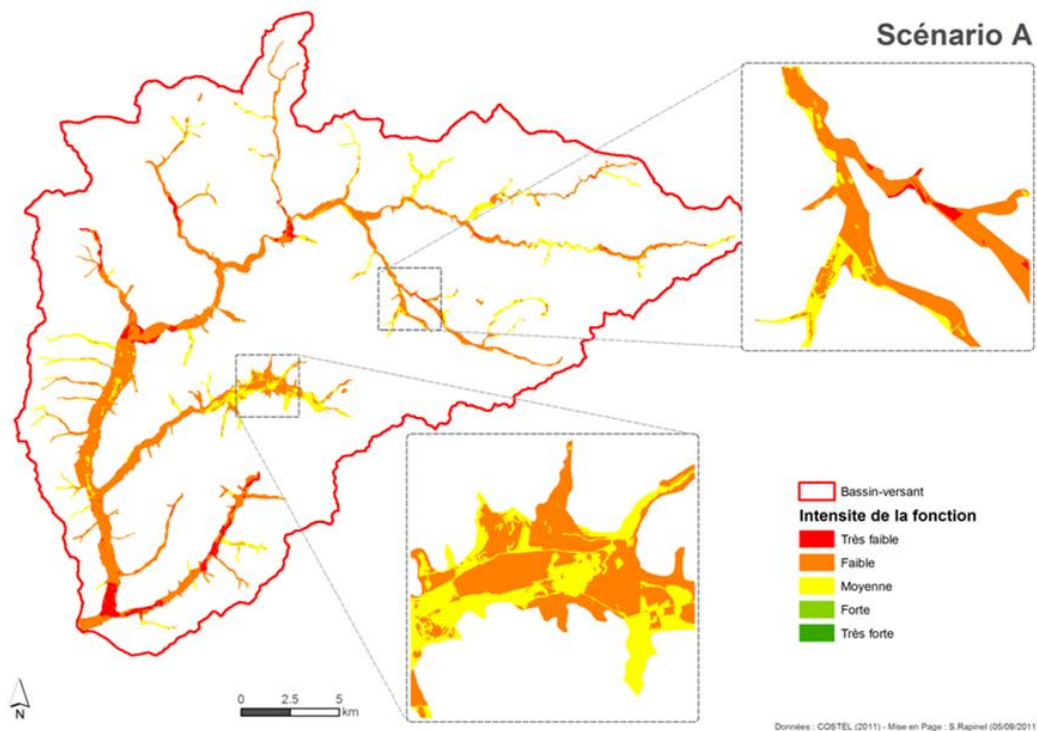 Scénario A
Bassin-versant
Intensite de la fonction
Très faible
Faible
Moyenne
Forte
Très forte
N
0 2.5 5
km
Données : COSTEL (2011) - Mise en Page : S.Rapinel (05/09/2011